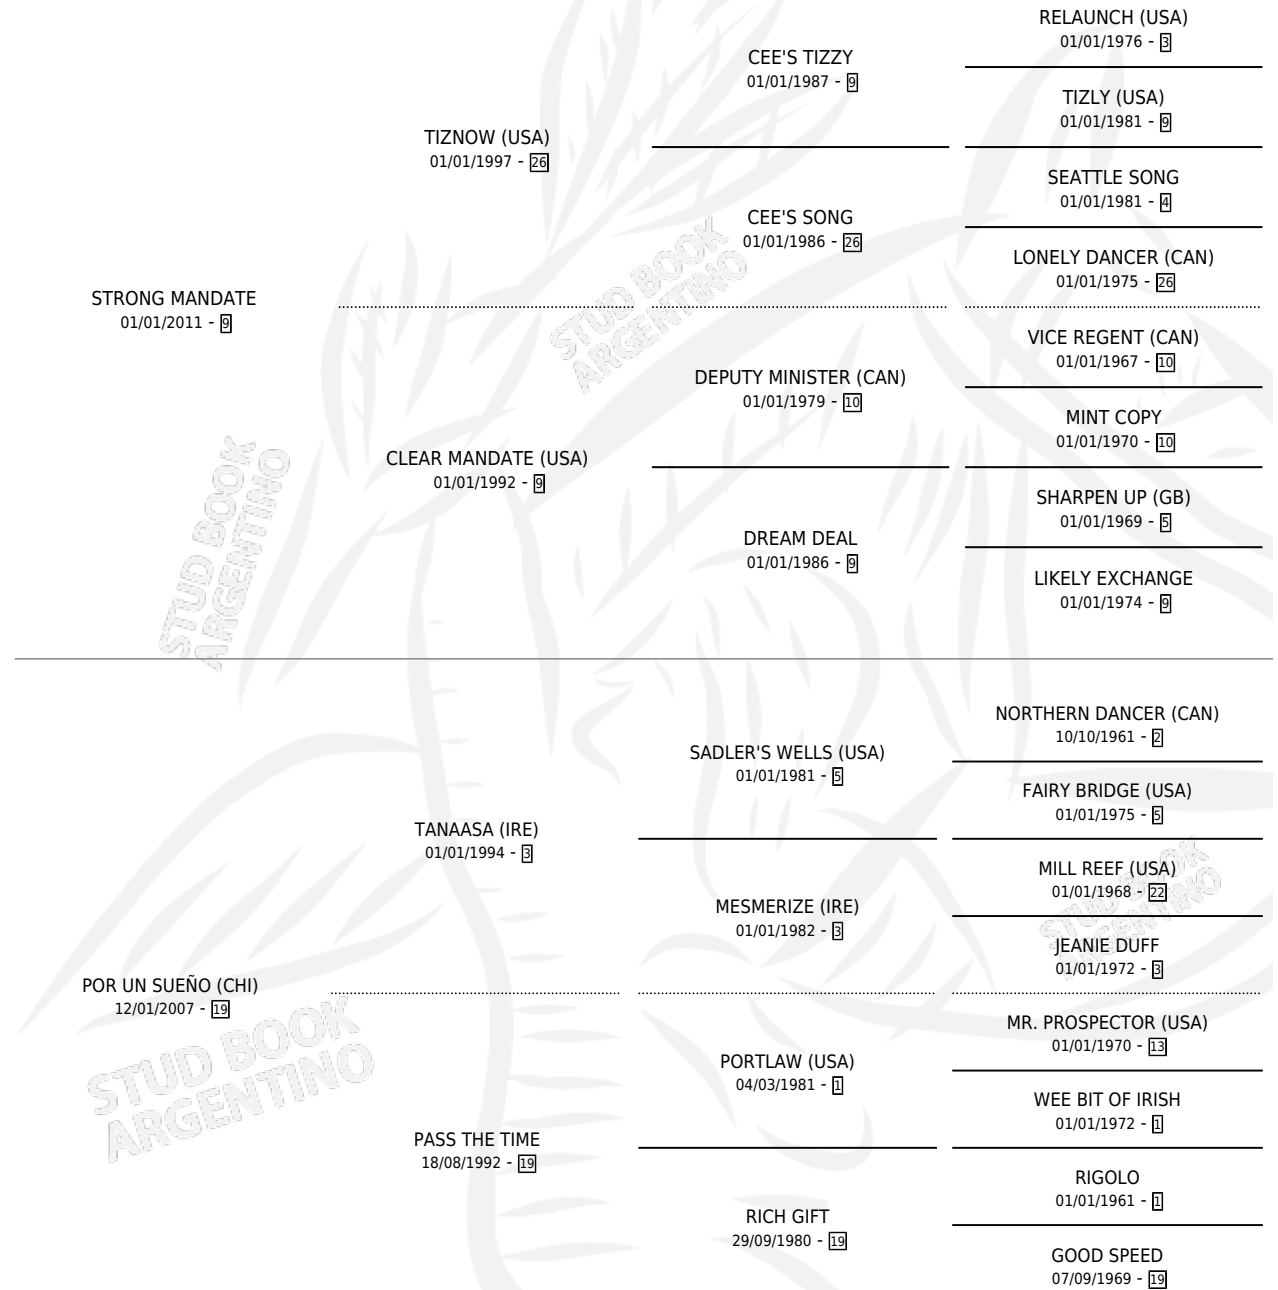 RELAUNCH (USA)
01/01/1976 - 3
CEE'S TIZZY
01/01/1987 - 9
TIZLY (USA)
01/01/1981 - 9
TIZNOW (USA)
01/01/1997 - 26
SEATTLE SONG
01/01/1981 - 4
CEE'S SONG
01/01/1986 - 26
LONELY DANCER (CAN)
01/01/1975 - 26
STRONG MANDATE
01/01/2011 - 9
VICE REGENT (CAN)
01/01/1967 - 10
DEPUTY MINISTER (CAN)
01/01/1979 - 10
MINT COPY
01/01/1970 - 10
CLEAR MANDATE (USA)
01/01/1992 - 9
SHARPEN UP (GB)
01/01/1969 - 5
DREAM DEAL
01/01/1986 - 9
LIKELY EXCHANGE
01/01/1974 - 9
NORTHERN DANCER (CAN)
10/10/1961 - 2
SADLER'S WELLS (USA)
01/01/1981 - 5
FAIRY BRIDGE (USA)
01/01/1975 - 5
TANAASA (IRE)
01/01/1994 - 3
MILL REEF (USA)
01/01/1968 - 22
MESMERIZE (IRE)
01/01/1982 - 3
JEANIE DUFF
01/01/1972 - 3
POR UN SUEÑO (CHI)
12/01/2007 - 19
MR. PROSPECTOR (USA)
01/01/1970 - 13
PORTLAW (USA)
04/03/1981 - 1
WEE BIT OF IRISH
01/01/1972 - 1
PASS THE TIME
18/08/1992 - 19
RIGOLO
01/01/1961 - 1
RICH GIFT
29/09/1980 - 19
GOOD SPEED
07/09/1969 - 19
STUD BOOK
ARGENTINO
STUD BOOK
ARGENTINO
STUD BOOK
ARGENTINO
STUD BOOK
ARGENTINO